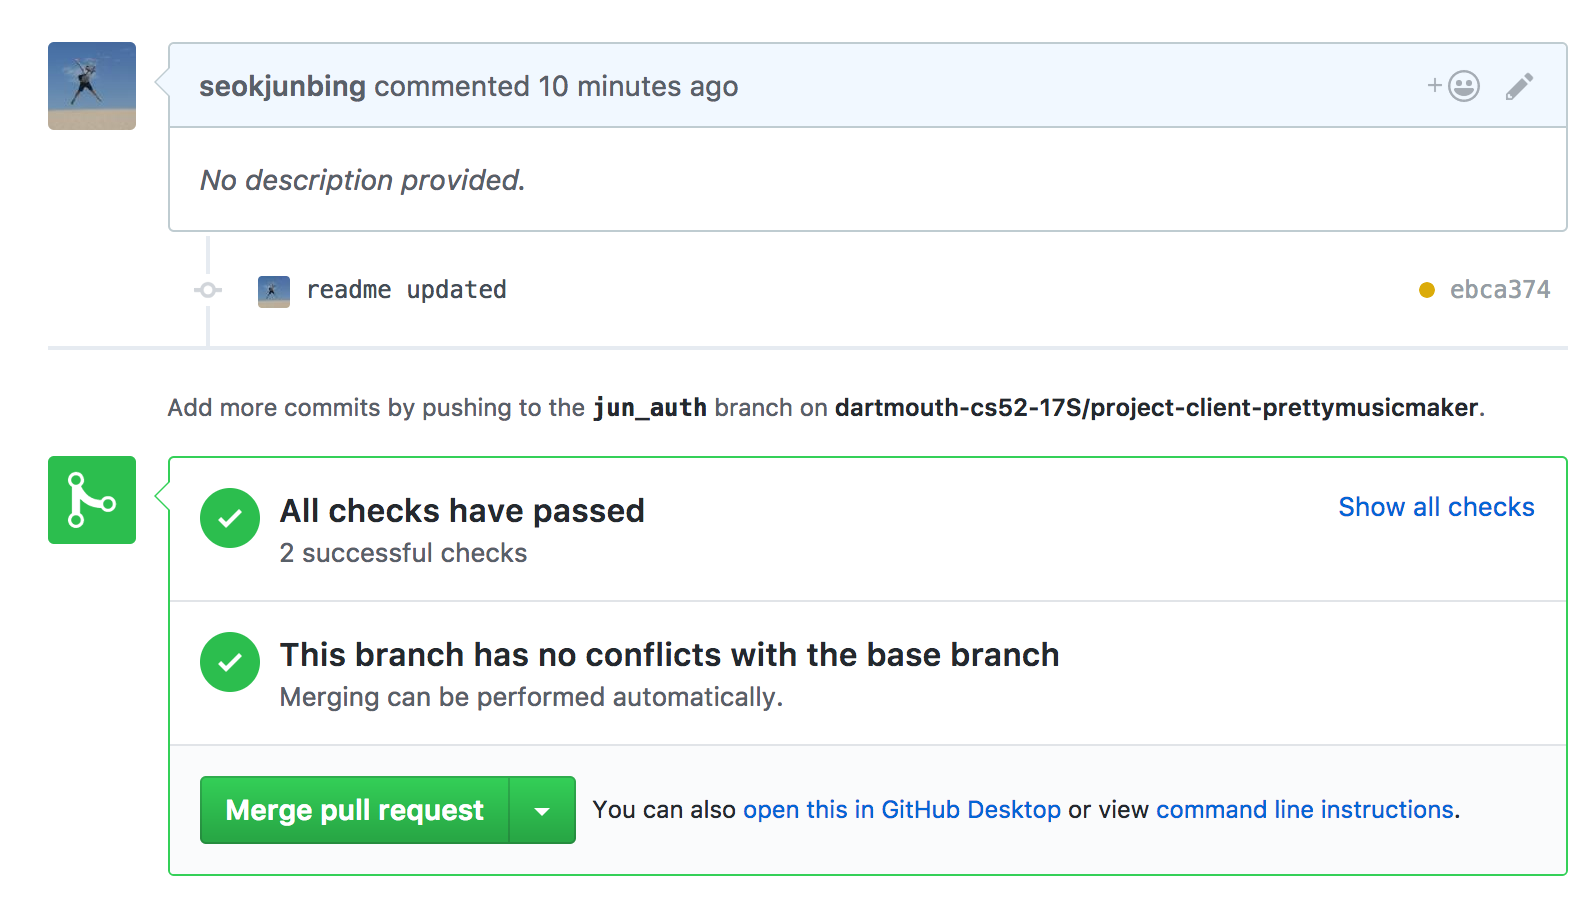 seokjunbing commented 10 minutes ago
No description provided.
readme updated ebca374
Add more commits by pushing to the jun_auth branch on dartmouth-cs52-17S/project-client-prettymusicmaker.
All checks have passed Show all checks
2 successful checks
This branch has no conflicts with the base branch
Merging can be performed automatically.
Merge pull request You can also open this in GitHub Desktop or view command line instructions.